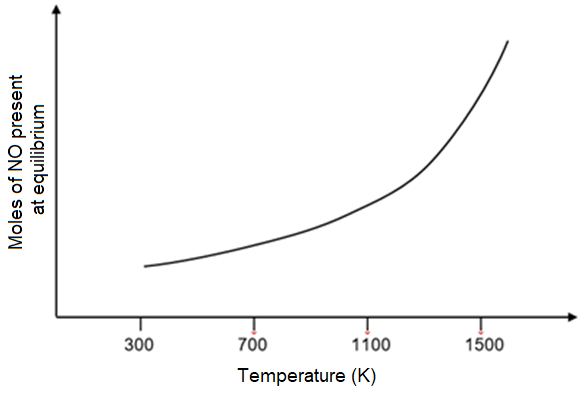 Moles of NO present
at equilibrium
300 700 1100 1500
Temperature (K)